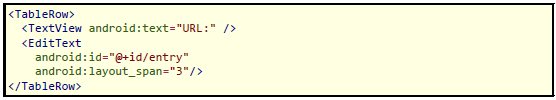 <TableRow>
<TextView android:text="URL:" />
<EditText
android:id="@+id/entry"
android:layout_span="3"/>
</TableRow>